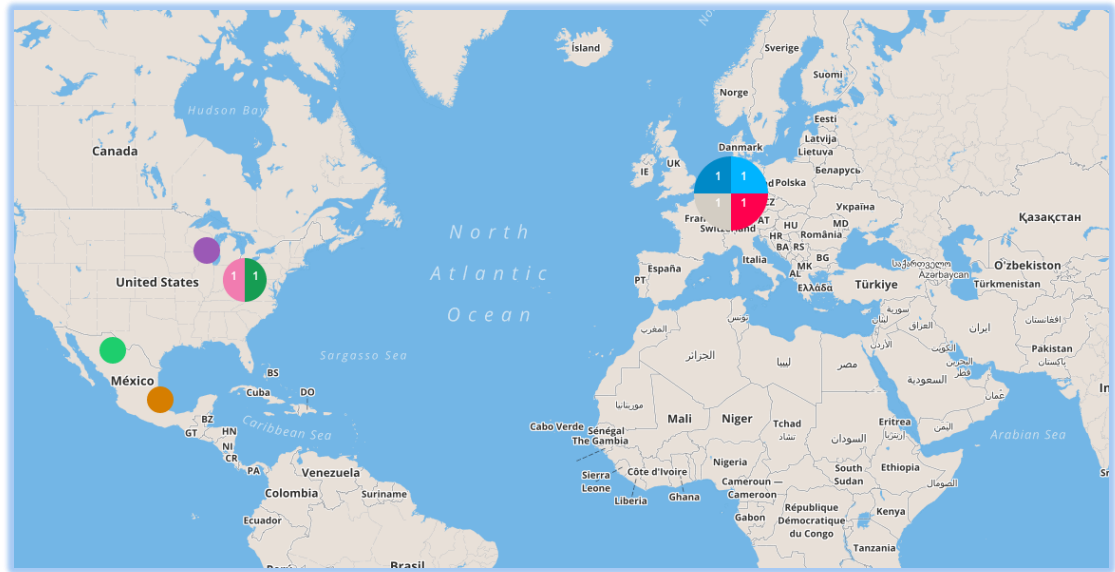 No
Ísland
Sverige
Suomi
Norge
Hudson Bay
Eesti
Latvija
Lietuva
Danmark
Canada
UK
IE
Беларусь
Polska
1 1
1 1
CZ
Україна
AT
HU
MD
Switzerland
HR
România
Қазақстан
BA
RS
BG
North
Italia
MK
AL
España
PT
Ελλάδα
Türkiye
საქართველო
Azərbaycan
O'zbekiston
Türkmenistan
1 1
United States
Atlantic
Ocean
Sargasso Sea
تونس
المغرب
الجزائر
ليبيا
مصر
سورية
العراق
الأردن
ایران
افغانستان
Pakistan
پاکستان
الكويت
البحرين
قطر
السعودية
عمان
México
BS
Cuba
DO
BZ
GT
HN
NI
CR
PA
Caribbean Sea
موريتانيا
Mali
Niger
Tchad
تشاد
السودان
Eritrea
اليمن
Arabian Sea
Cabo Verde
Sénégal
The Gambia
Sierra
Leone
Liberia
Côte d'Ivoire
Ghana
Nigeria
Cameroun —
Cameroon
South
Sudan
Ethiopia
الصومال
Venezuela
Colombia
Suriname
Ecuador
Gabon
République
Démocratique
du Congo
Kenya
Tanzania
Brasil